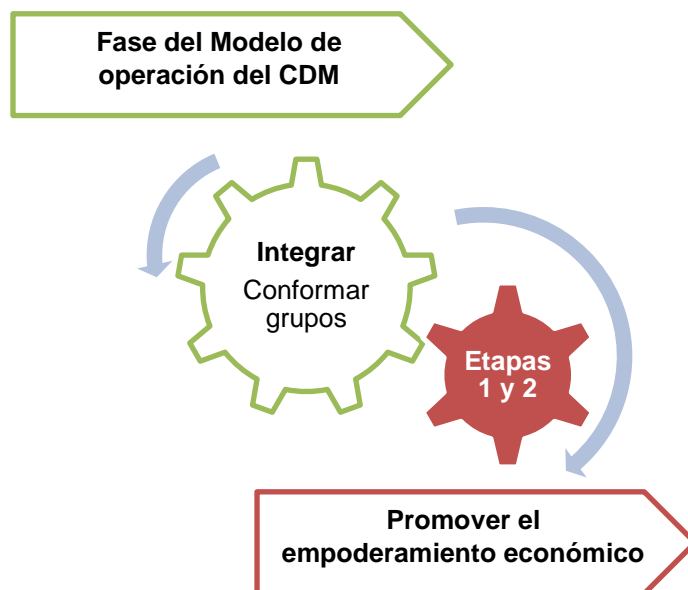 Fase del Modelo de
operación del CDM
Integrar
Conformar
grupos
Etapas
1 y 2
Promover el
empoderamiento económico